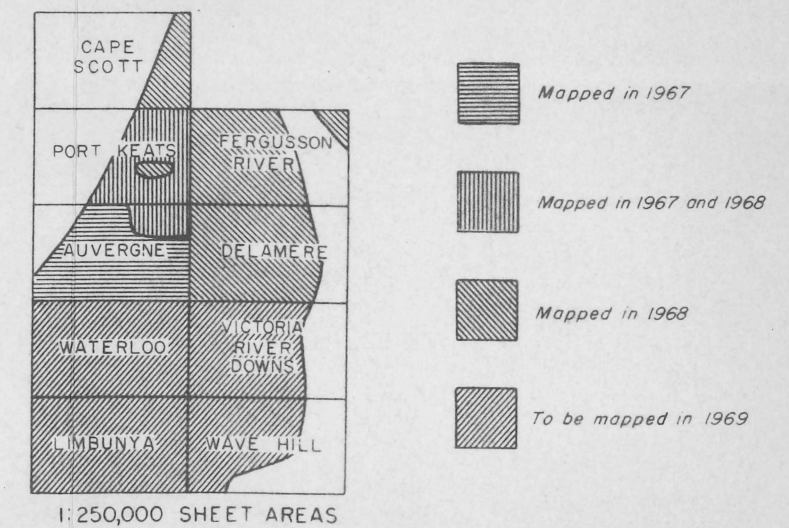 CAPE
SCOTT
PORT KEATS
FERGUSSON
RIVER
AUVERGNE
DELAMERE
WATERLOO
VICTORIA
RIVER
DOWNS
LIMBUNYA
WAVE HILL
1:250,000 SHEET AREAS
Mapped in 1967
Mapped in 1967 and 1968
Mapped in 1968
To be mapped in 1969